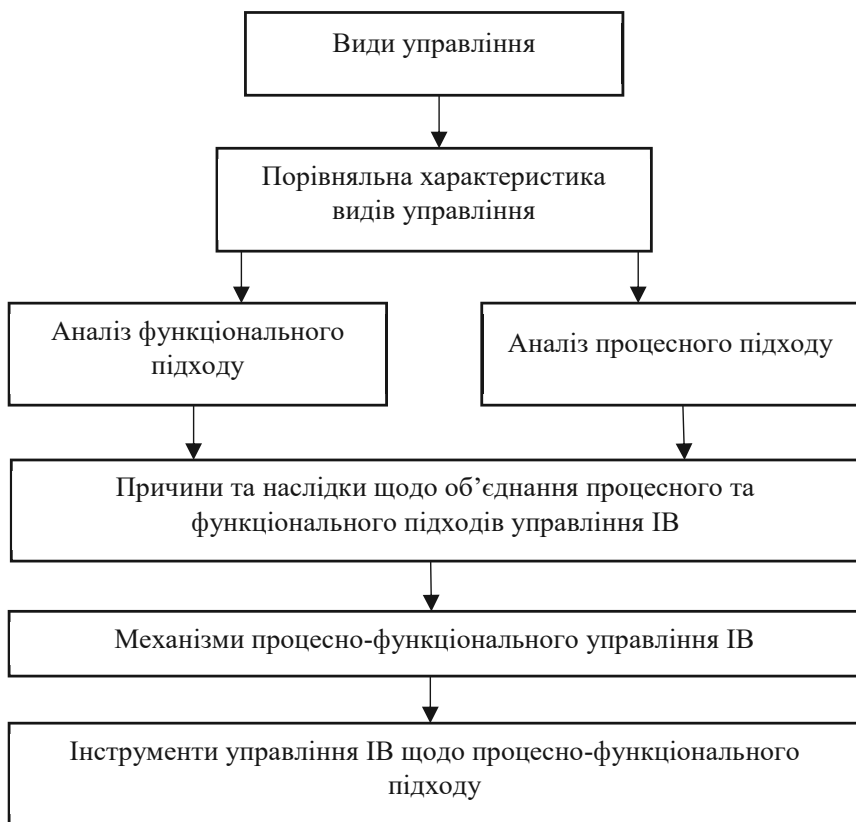 Види управління
Порівняльна характеристика
видів управління
Аналіз функціонального
підходу
Аналіз процесного підходу
Причини та наслідки щодо об’єднання процесного та
функціонального підходів управління ІВ
Механізми процесно-функціонального управління ІВ
Інструменти управління ІВ щодо процесно-функціонального
підходу